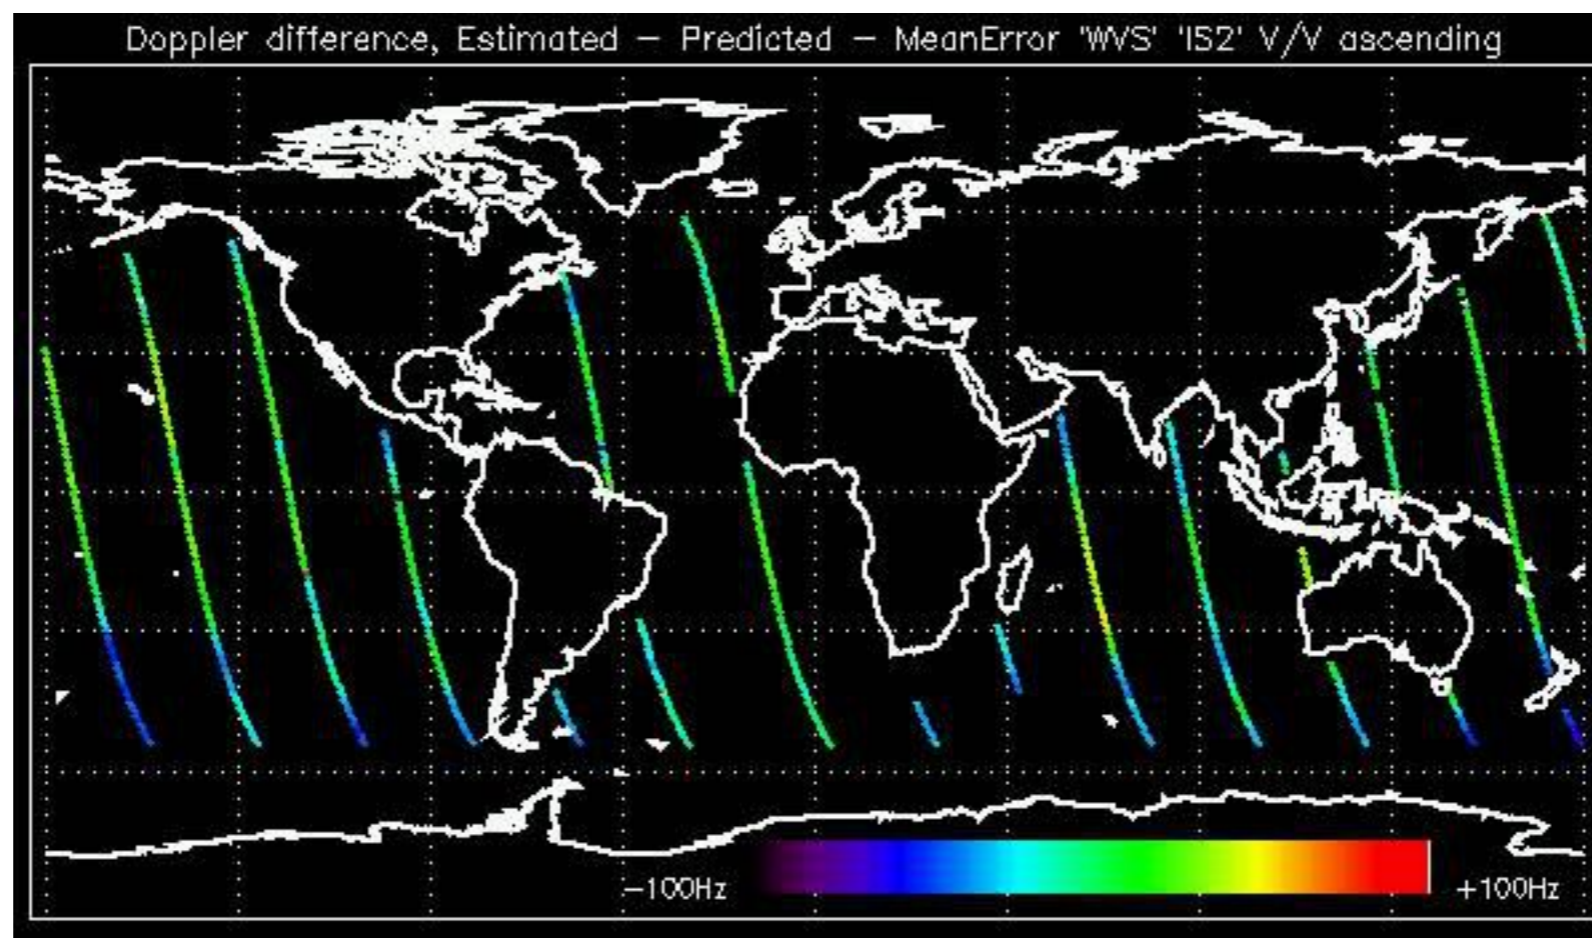 Doppler difference, Estimated – Predicted – MeanError 'WVS' 'IS2' V/V ascending
–100Hz
+100Hz